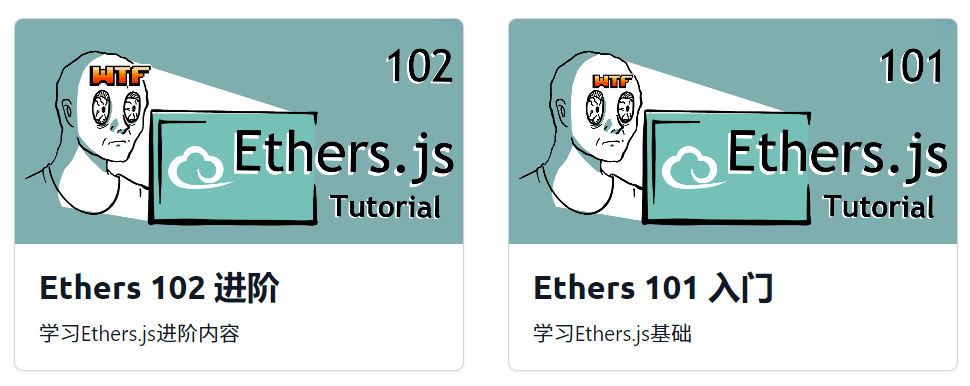 WTF
102
Ethers.js
Tutorial
Ethers 102 进阶
学习Ethers.js进阶内容
WTF
101
Ethers.js
Tutorial
Ethers 101 入门
学习Ethers.js基础